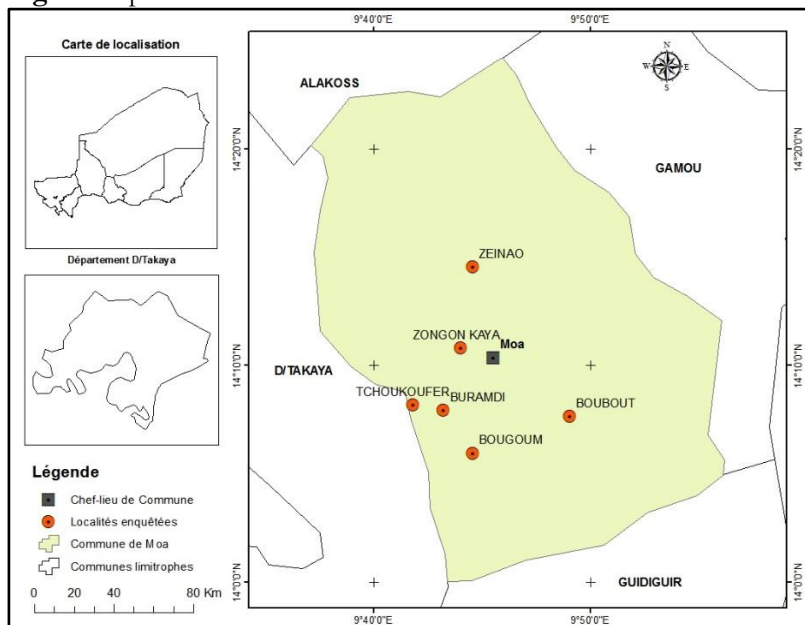 Carte de localisation
Département D/Takaya
Légende
Chef-lieu de Commune
Localités enquêtées
Commune de Moa
Communes limitrophes
0 20 40 80 Km
9°40'0"E 9°50'0"E
N
W E
S
ALAKOSS
14°20'0"N 14°20'0"N
GAMOU
ZEINAO
ZONGON KAYA
Moa
14°10'0"N 14°10'0"N
D/TAKAYA
TCHOUKOUFER
BURAMDI
BOUBOUT
BOUGOUM
14°0'0"N 14°0'0"N
GUIDIGUIR
9°40'0"E 9°50'0"E